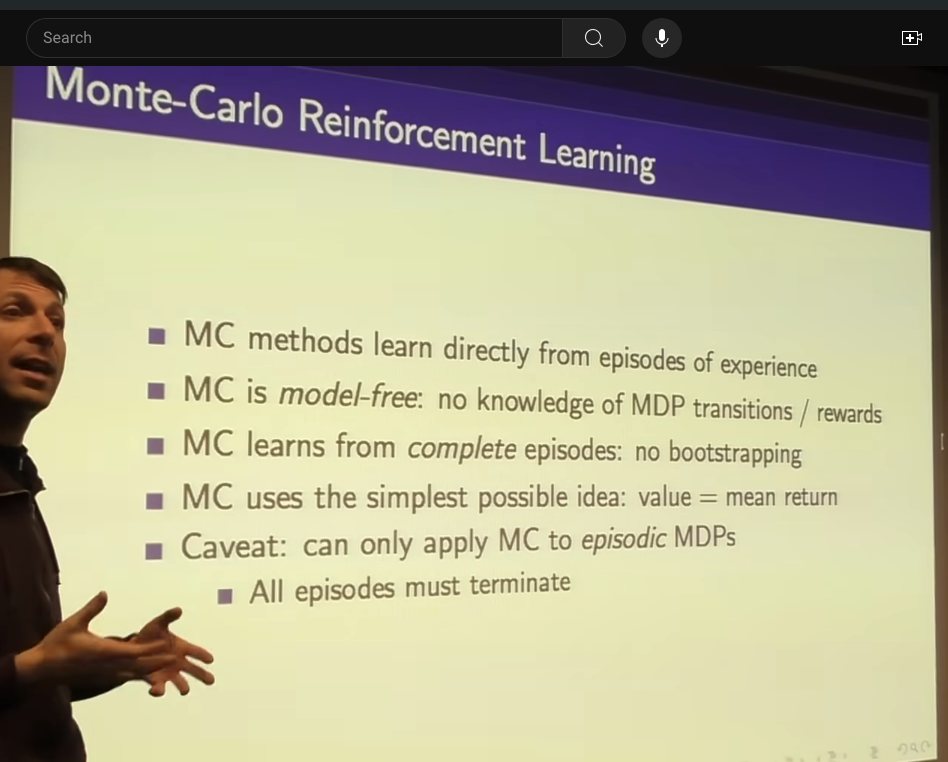 Search
Monte-Carlo Reinforcement Learning
MC methods learn directly from episodes of experience
MC is model-free: no knowledge of MDP transitions / rewards
MC learns from complete episodes: no bootstrapping
MC uses the simplest possible idea: value = mean return
Caveat: can only apply MC to episodic MDPs
All episodes must terminate